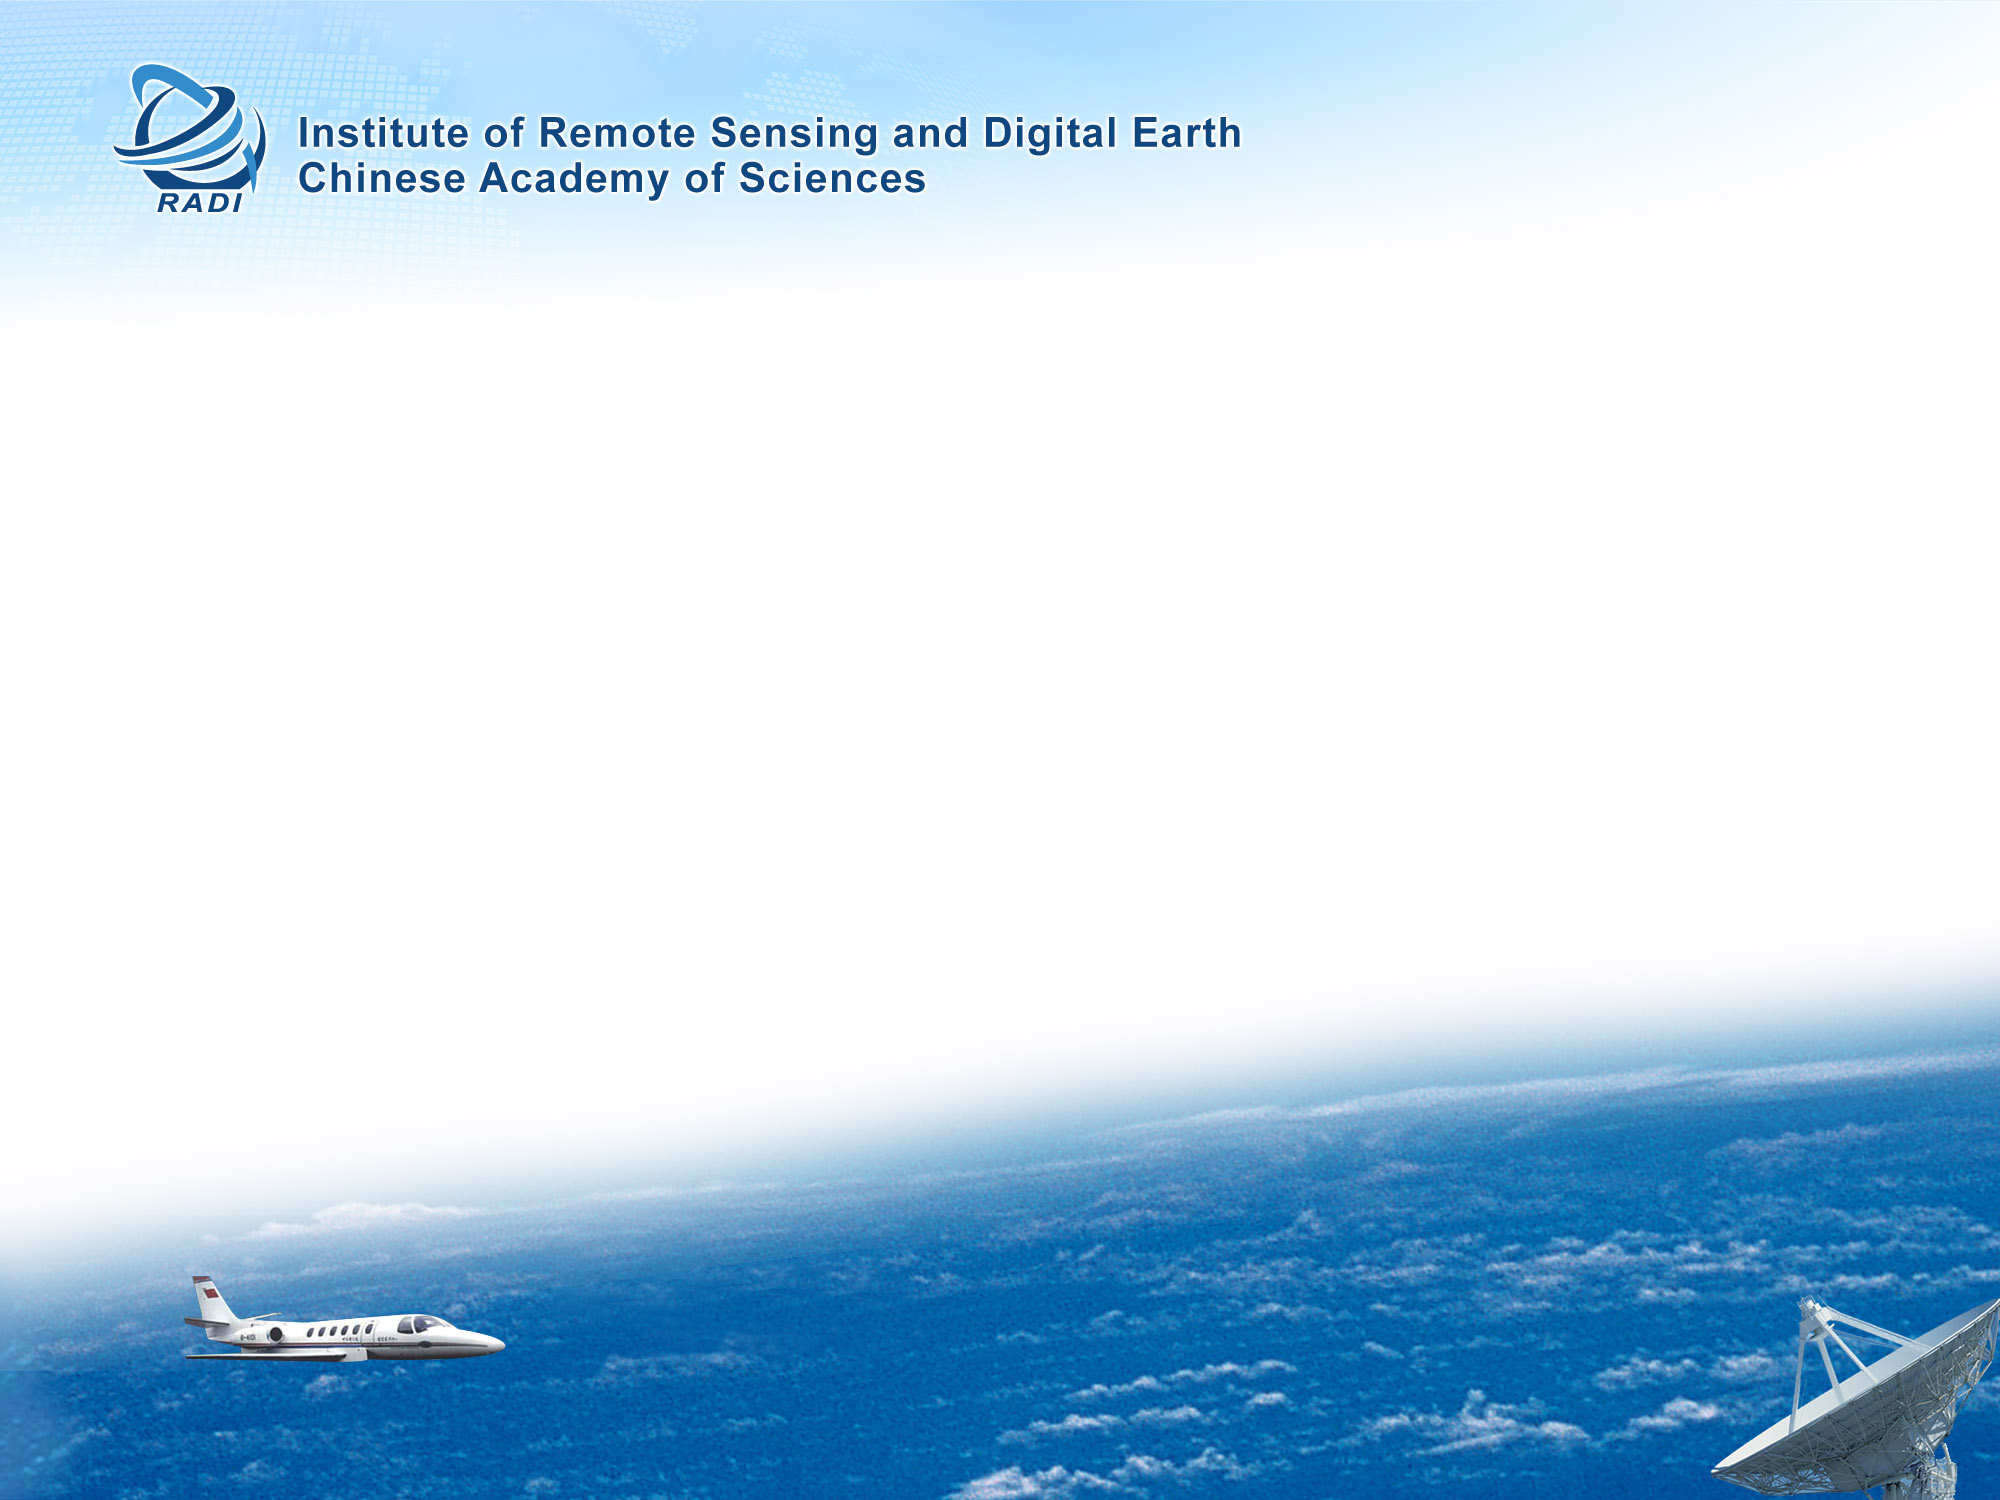 Institute of Remote Sensing and Digital Earth
Chinese Academy of Sciences
RADI